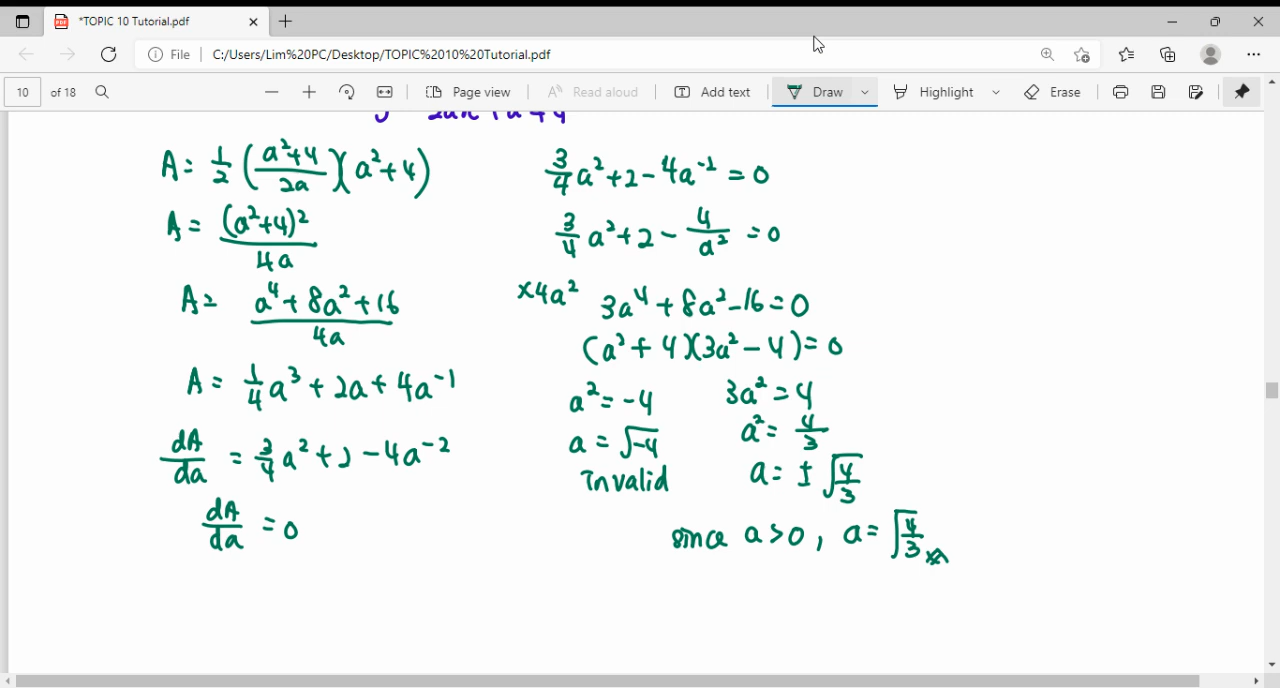 *TOPIC 10 Tutorial.pdf
File C:/Users/Lim%20PC/Desktop/TOPIC%2010%20Tutorial.pdf
10 of 18 Page view Read aloud Add text Draw Highlight Erase
A = 1/2 ((a²+4)/2a)(a²+4)
A = (a²+4)²/4a
A = (a⁴+8a²+16)/4a
A = 1/4 a³ + 2a + 4a⁻¹
dA/da = 3/4 a² + 2 - 4a⁻²
dA/da = 0
3/4 a² + 2 - 4a⁻² = 0
3/4 a² + 2 - 4/a² = 0
×4a² 3a⁴ + 8a² - 16 = 0
(a² + 4)(3a² - 4) = 0
a² = -4
a = √-4
Invalid
3a² = 4
a² = 4/3
a = ± √4/3
since a > 0, a = √4/3